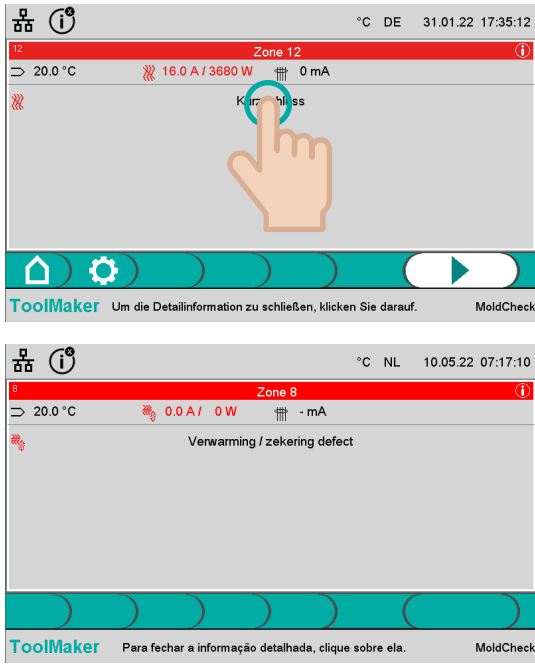 °C DE 31.01.22 17:35:12
12 Zone 12
20.0 °C 16.0 A / 3680 W 0 mA
ToolMaker Um die Detailinformation zu schließen, klicken Sie darauf. MoldCheck
°C NL 10.05.22 07:17:10
8 Zone 8
20.0 °C 0.0 A / 0 W - mA
Verwarming / zekering defect
ToolMaker Para fechar a informação detalhada, clique sobre ela. MoldCheck